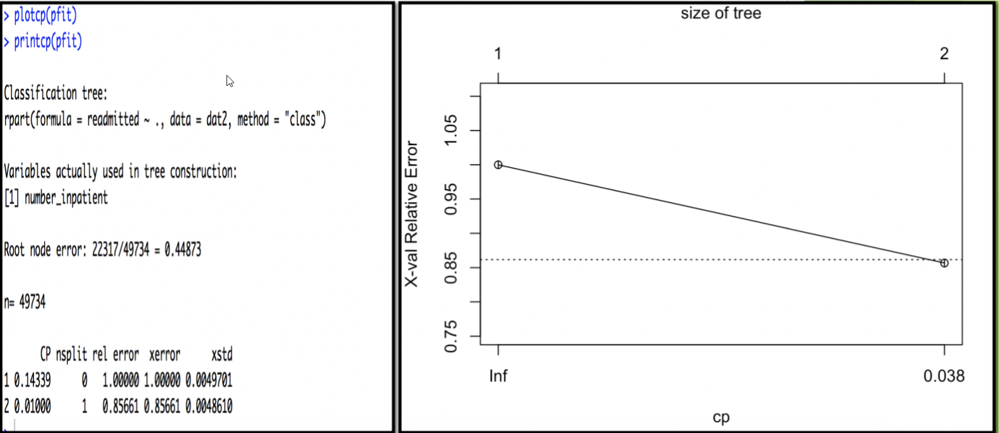 > plotcp(pfit)
> printcp(pfit)
Classification tree:
rpart(formula = readmitted ~ ., data = dat2, method = "class")
Variables actually used in tree construction:
[1] number_inpatient
Root node error: 22317/49734 = 0.44873
n= 49734
CP nsplit rel error xerror xstd
1 0.14339 0 1.00000 1.00000 0.0049701
2 0.01000 1 0.85661 0.85661 0.0048610
size of tree
1 2
X-val Relative Error
1.05
0.95
0.85
0.75
Inf 0.038
cp